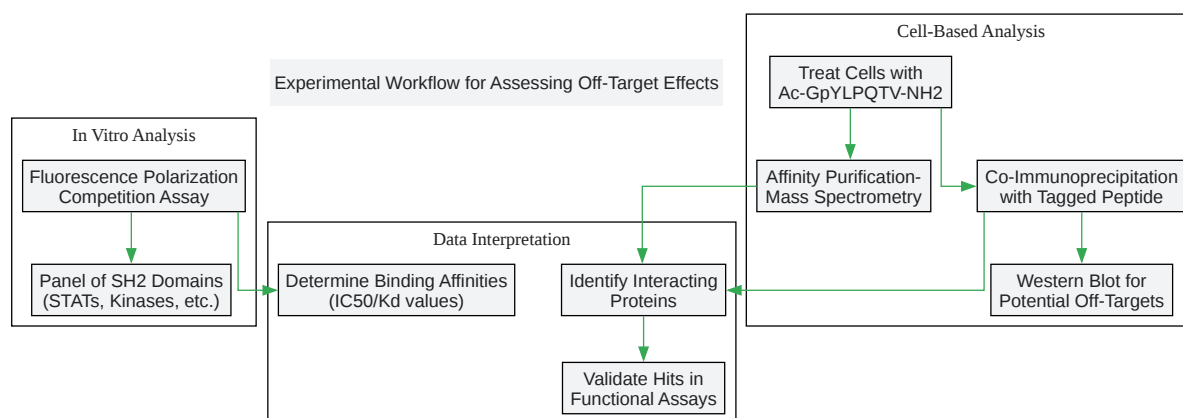 Experimental Workflow for Assessing Off-Target Effects
In Vitro Analysis
Fluorescence Polarization
Competition Assay
Panel of SH2 Domains
(STATs, Kinases, etc.)
Data Interpretation
Determine Binding Affinities
(IC50/Kd values)
Identify Interacting
Proteins
Validate Hits in
Functional Assays
Cell-Based Analysis
Treat Cells with
Ac-GpYLPQTV-NH2
Affinity Purification-
Mass Spectrometry
Co-Immunoprecipitation
with Tagged Peptide
Western Blot for
Potential Off-Targets